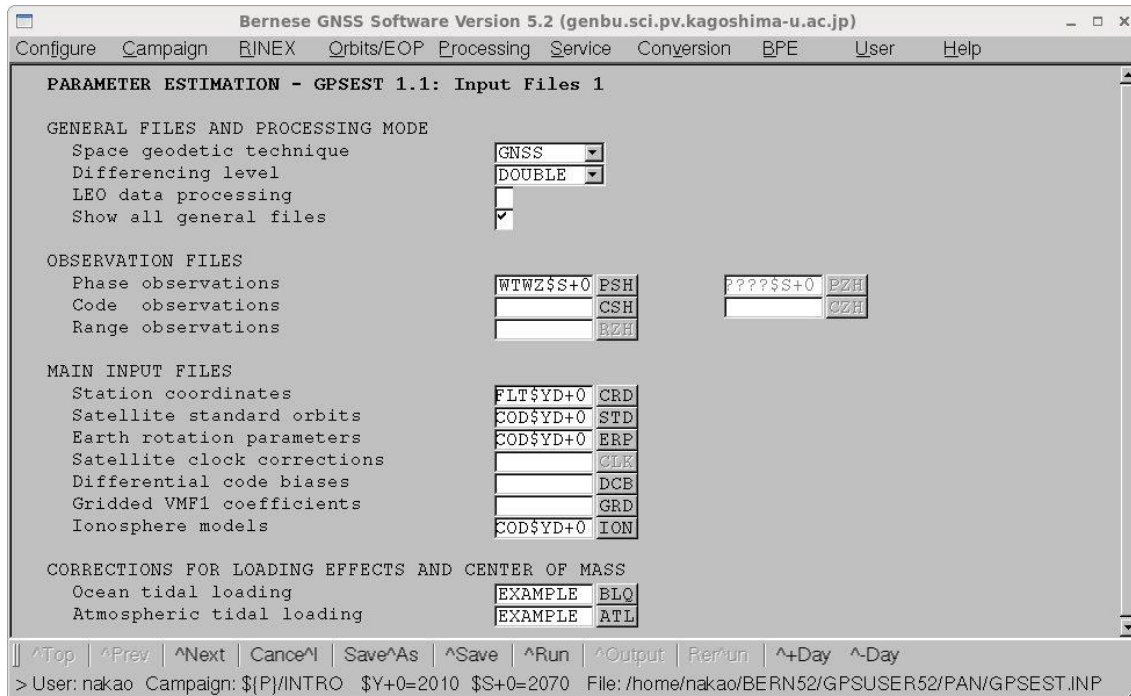 Bernese GNSS Software Version 5.2 (genbu.sci.pv.kagoshima-u.ac.jp)
Configure Campaign RINEX Orbits/EOP Processing Service Conversion BPE User Help
PARAMETER ESTIMATION - GPSEST 1.1: Input Files 1
GENERAL FILES AND PROCESSING MODE
Space geodetic technique GNSS
Differencing level DOUBLE
LEO data processing
Show all general files
OBSERVATION FILES
Phase observations WTWZ$S+0 PSH ????$S+0 PZH
Code observations CSH CZH
Range observations RZH
MAIN INPUT FILES
Station coordinates FLT$YD+0 CRD
Satellite standard orbits COD$YD+0 STD
Earth rotation parameters COD$YD+0 ERP
Satellite clock corrections CLK
Differential code biases DCB
Gridded VMF1 coefficients GRD
Ionosphere models COD$YD+0 ION
CORRECTIONS FOR LOADING EFFECTS AND CENTER OF MASS
Ocean tidal loading EXAMPLE BLQ
Atmospheric tidal loading EXAMPLE ATL
^Top | ^Prev | ^Next | Cance^l | Save^As | ^Save | ^Run | ^Output | Rer^un | ^+Day ^-Day
> User: nakao Campaign: ${P}/INTRO $Y+0=2010 $S+0=2070 File: /home/nakao/BERN52/GPSUSER52/PAN/GPSEST.INP